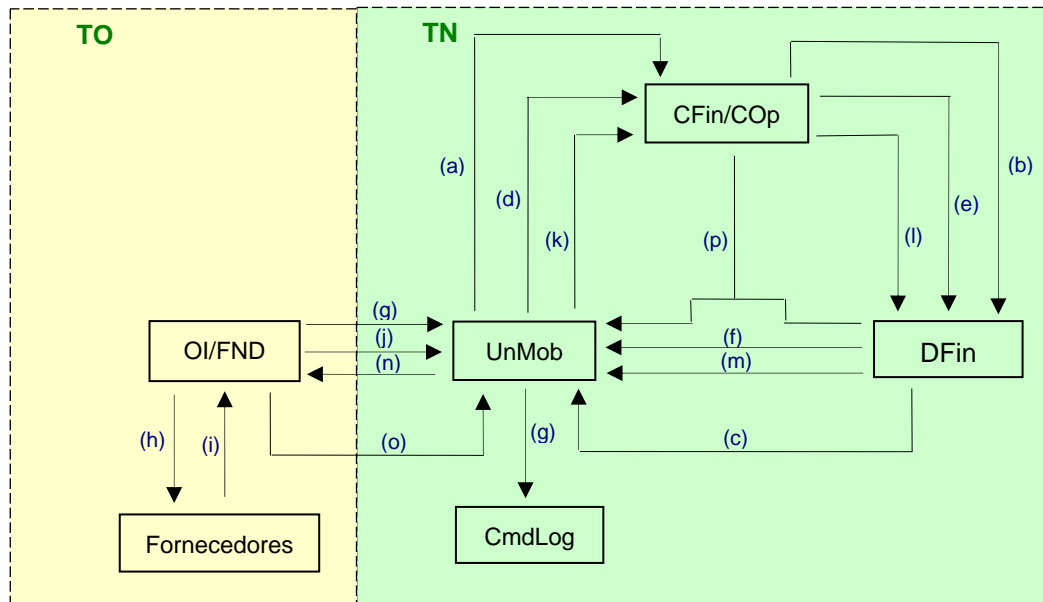 TO
TN
CFin/COp
(a)
(d)
(k)
(p)
(l)
(e)
(b)
(g)
(j)
(n)
OI/FND
UnMob
(f)
(m)
DFin
(h)
(i)
(o)
(g)
(c)
Fornecedores
CmdLog